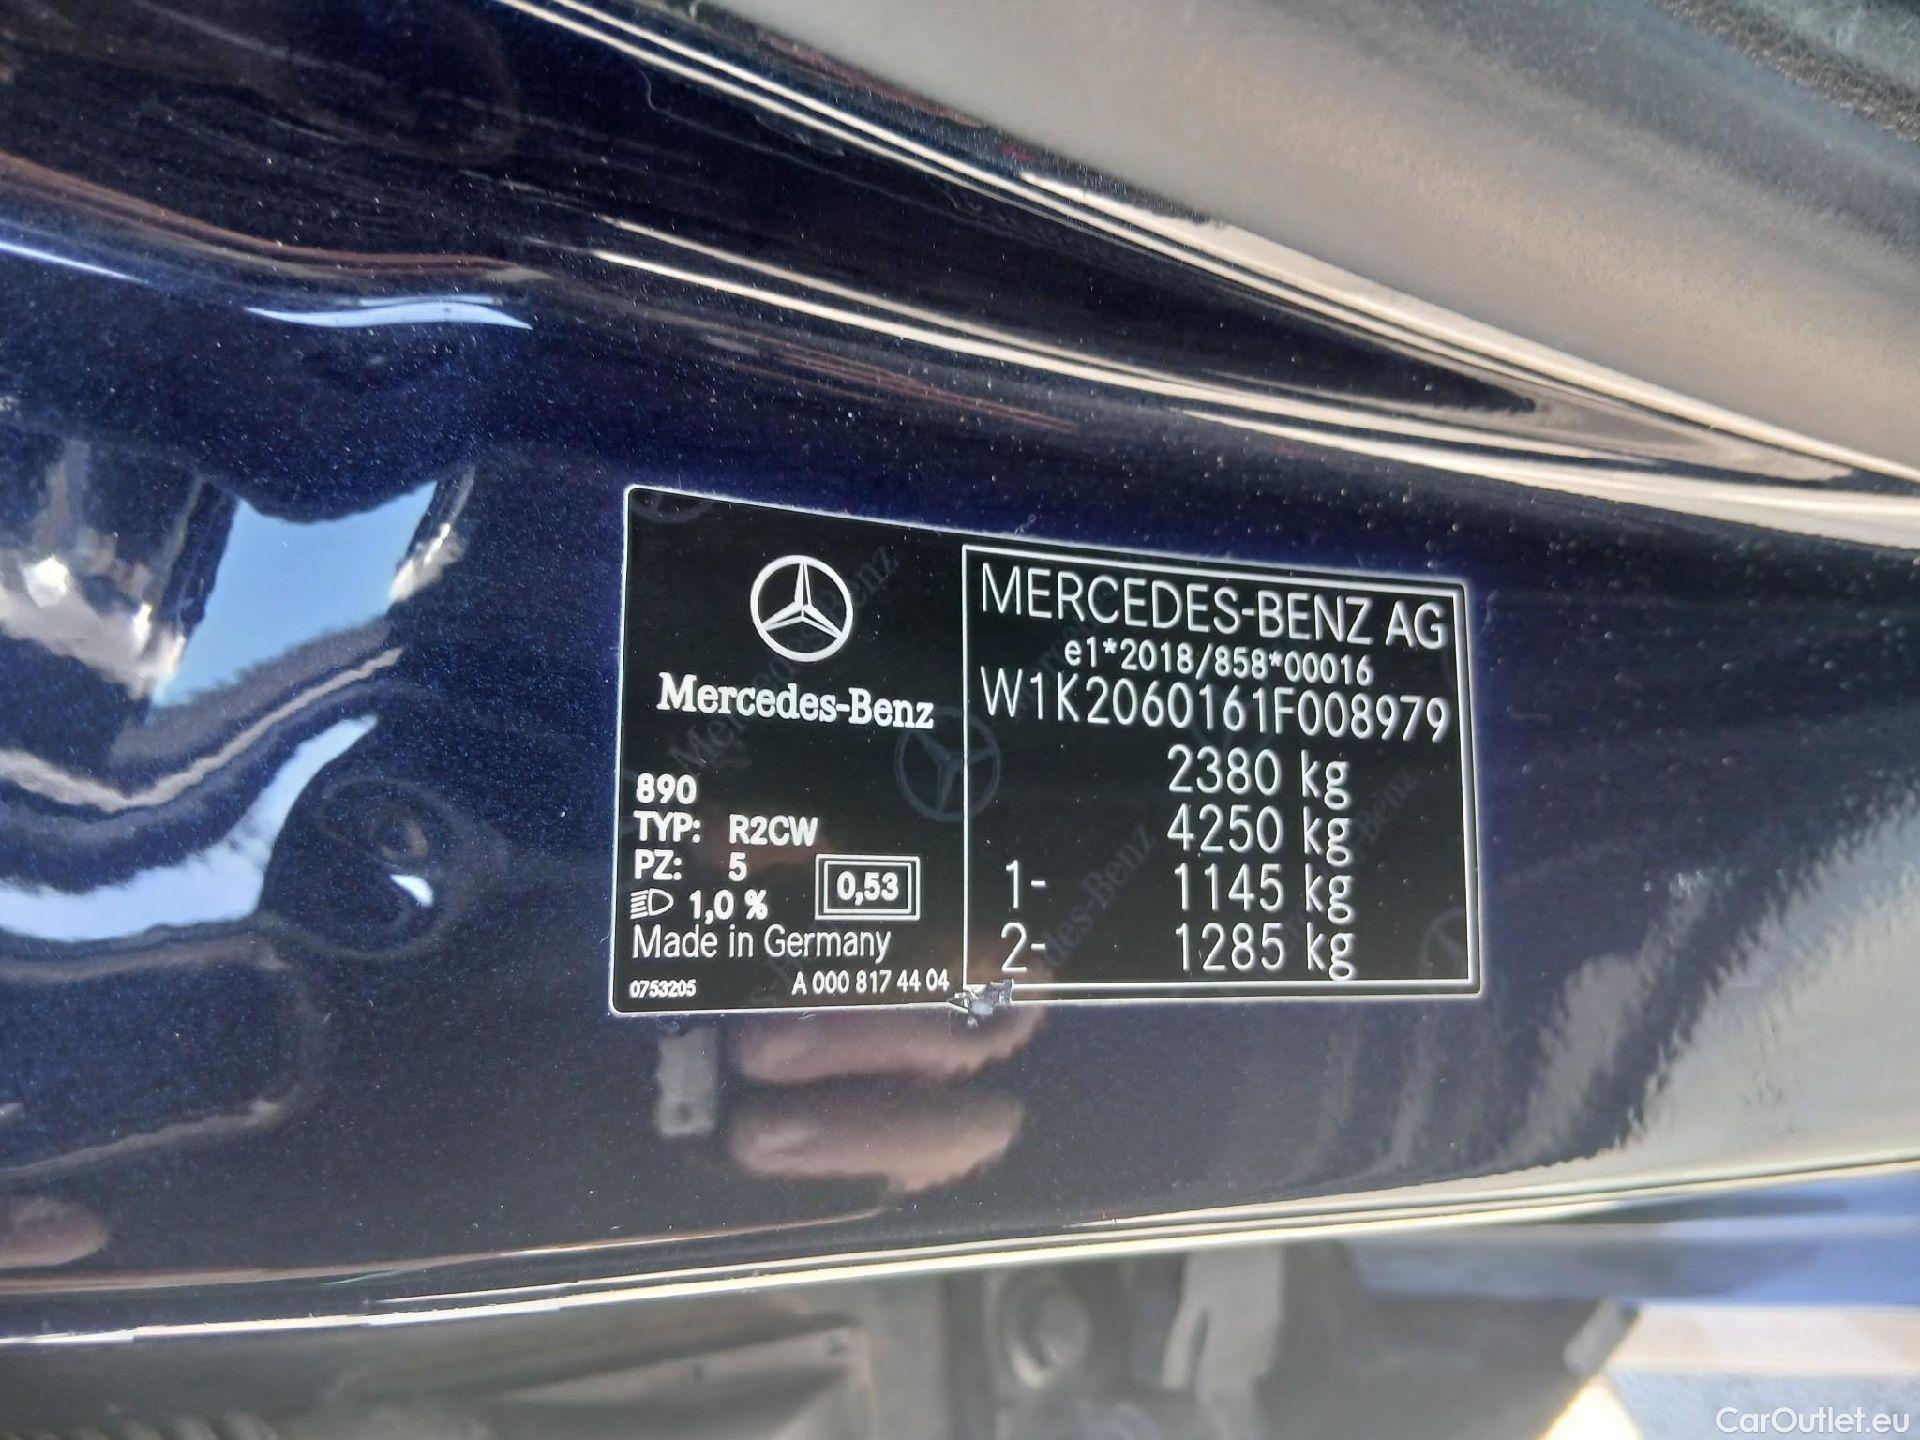 Mercedes-Benz
890
TYP: R2CW
PZ: 5
1,0 %
0,53
Made in Germany
0753205
A 000 817 44 04
MERCEDES-BENZ AG
e1*2018/858*00016
W1K2060161F008979
2380 kg
4250 kg
1- 1145 kg
2- 1285 kg
CarOutlet.eu